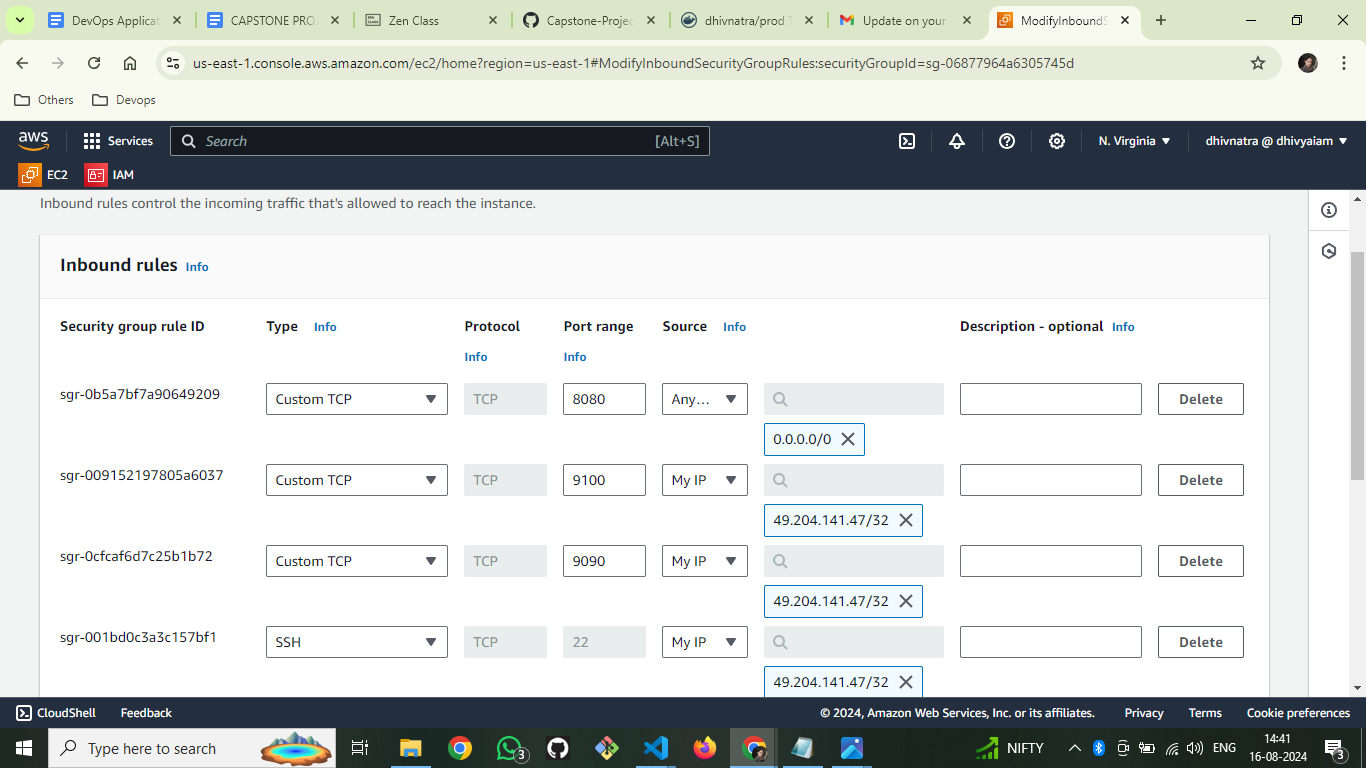 DevOps Applicat
CAPSTONE PRO
Zen Class
Capstone-Projec
dhivnatra/prod T
Update on your
ModifyInboundS
us-east-1.console.aws.amazon.com/ec2/home?region=us-east-1#ModifyInboundSecurityGroupRules:securityGroupId=sg-06877964a6305745d
Others
Devops
aws
Services
Search
[Alt+S]
N. Virginia
dhivnatra @ dhivyaiam
EC2
IAM
Inbound rules control the incoming traffic that's allowed to reach the instance.
Inbound rules Info
Security group rule ID
Type Info
Protocol Info
Port range Info
Source Info
Description - optional Info
sgr-0b5a7bf7a90649209
Custom TCP
TCP
8080
Any...
Delete
0.0.0.0/0
sgr-009152197805a6037
Custom TCP
TCP
9100
My IP
Delete
49.204.141.47/32
sgr-0cfcaf6d7c25b1b72
Custom TCP
TCP
9090
My IP
Delete
49.204.141.47/32
sgr-001bd0c3a3c157bf1
SSH
TCP
22
My IP
Delete
49.204.141.47/32
CloudShell
Feedback
© 2024, Amazon Web Services, Inc. or its affiliates.
Privacy
Terms
Cookie preferences
Type here to search
3
NIFTY
ENG
14:41
16-08-2024
3